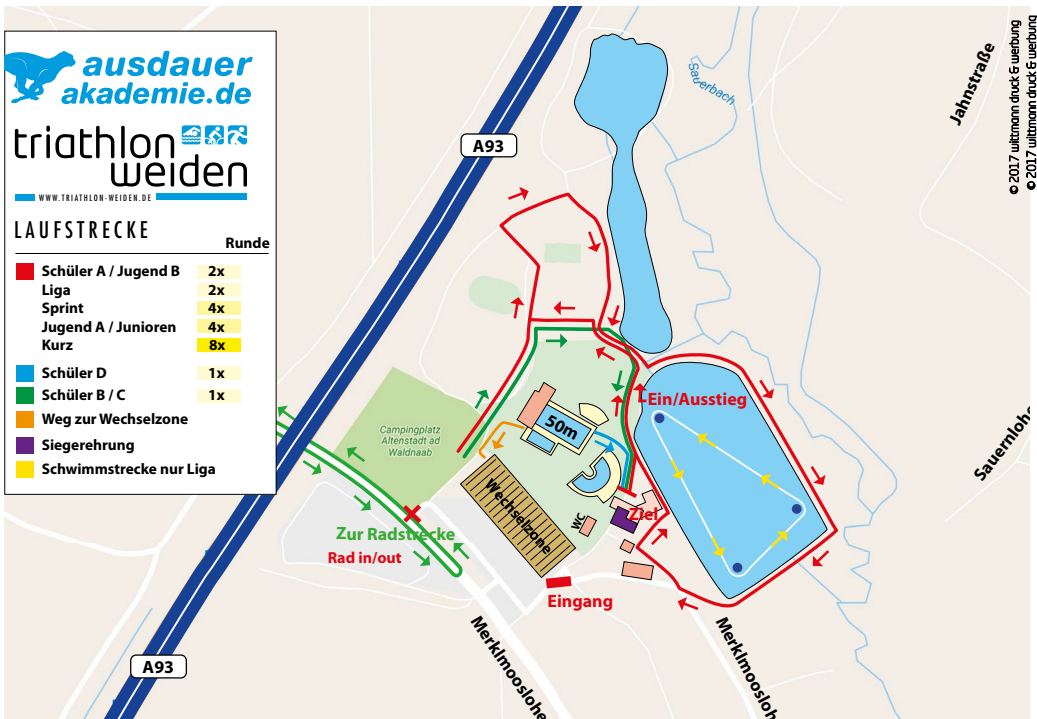 ausdauer
akademie.de
triathlon
weiden
WWW.TRIATHLON-WEIDEN.DE
LAUFSTRECKE
Runde
Schüler A / Jugend B 2x
Liga 2x
Sprint 4x
Jugend A / Junioren 4x
Kurz 8x
Schüler D 1x
Schüler B / C 1x
Weg zur Wechselzone
Siegerehrung
Schwimmstrecke nur Liga
A93
Sauerbach
Jahnstraße
© 2017 wittmann druck & werbung
© 2017 wittmann druck & werbung
Ein/Ausstieg
50m
Campingplatz
Altenstadt ad
Waldnaab
Sauernlohe
Wechselzone
WC
Ziel
Zur Radstrecke
Rad in/out
Eingang
Merklmooslohe
Merklmooslohe
A93